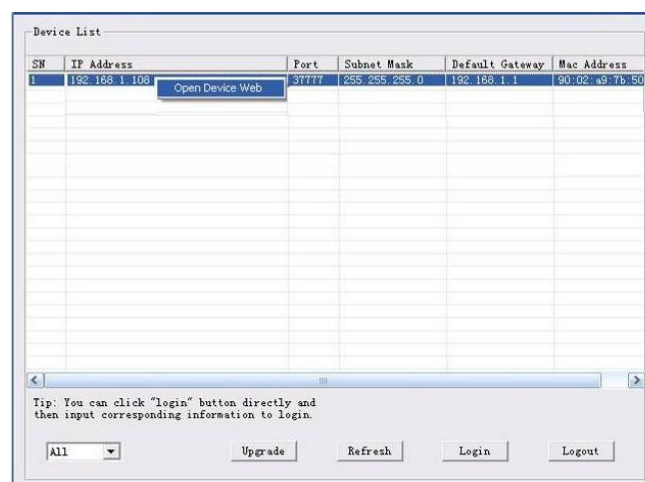 Device List
SN IP Address Port Subnet Mask Default Gateway Mac Address
1 192.168.1.108 37777 255.255.255.0 192.168.1.1 90:02:a9:7b:50
Open Device Web
Tip: You can click "login" button directly and
then input corresponding information to login.
All Upgrade Refresh Login Logout